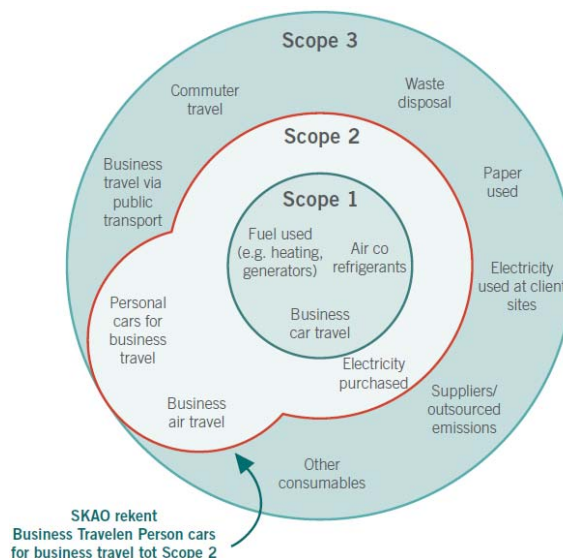 Scope 3
Commuter
travel
Waste
disposal
Scope 2
Business
travel via
public
transport
Paper
used
Scope 1
Fuel used
(e.g. heating,
generators)
Air co
refrigerants
Electricity
used at client
sites
Personal
cars for
business
travel
Business
car travel
Electricity
purchased
Business
air travel
Suppliers/
outsourced
emissions
Other
consumables
SKAO rekent
Business Travelen Person cars
for business travel tot Scope 2